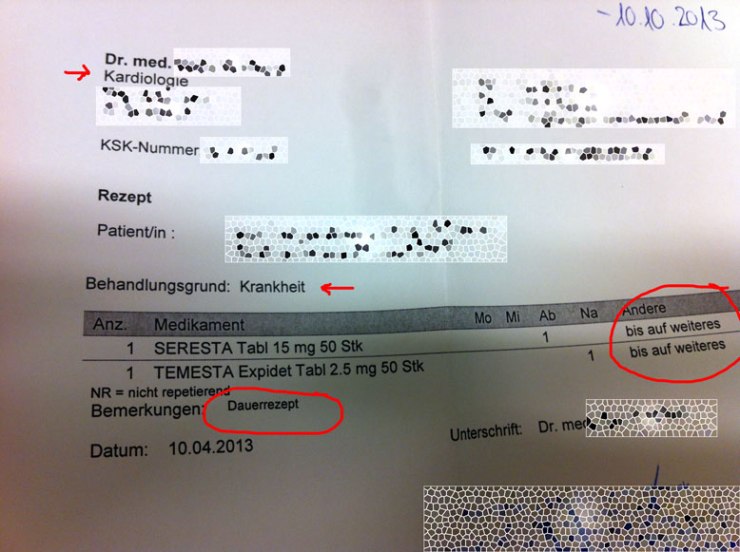 - 10.10.2013
Dr. med.
Kardiologie
KSK-Nummer
Rezept
Patient/in :
Behandlungsgrund: Krankheit
Anz. Medikament Mo Mi Ab Na Andere
1 SERESTA Tabl 15 mg 50 Stk 1 bis auf weiteres
1 TEMESTA Expidet Tabl 2.5 mg 50 Stk 1 bis auf weiteres
NR = nicht repetierend
Bemerkungen: Dauerrezept
Datum: 10.04.2013
Unterschrift: Dr. med